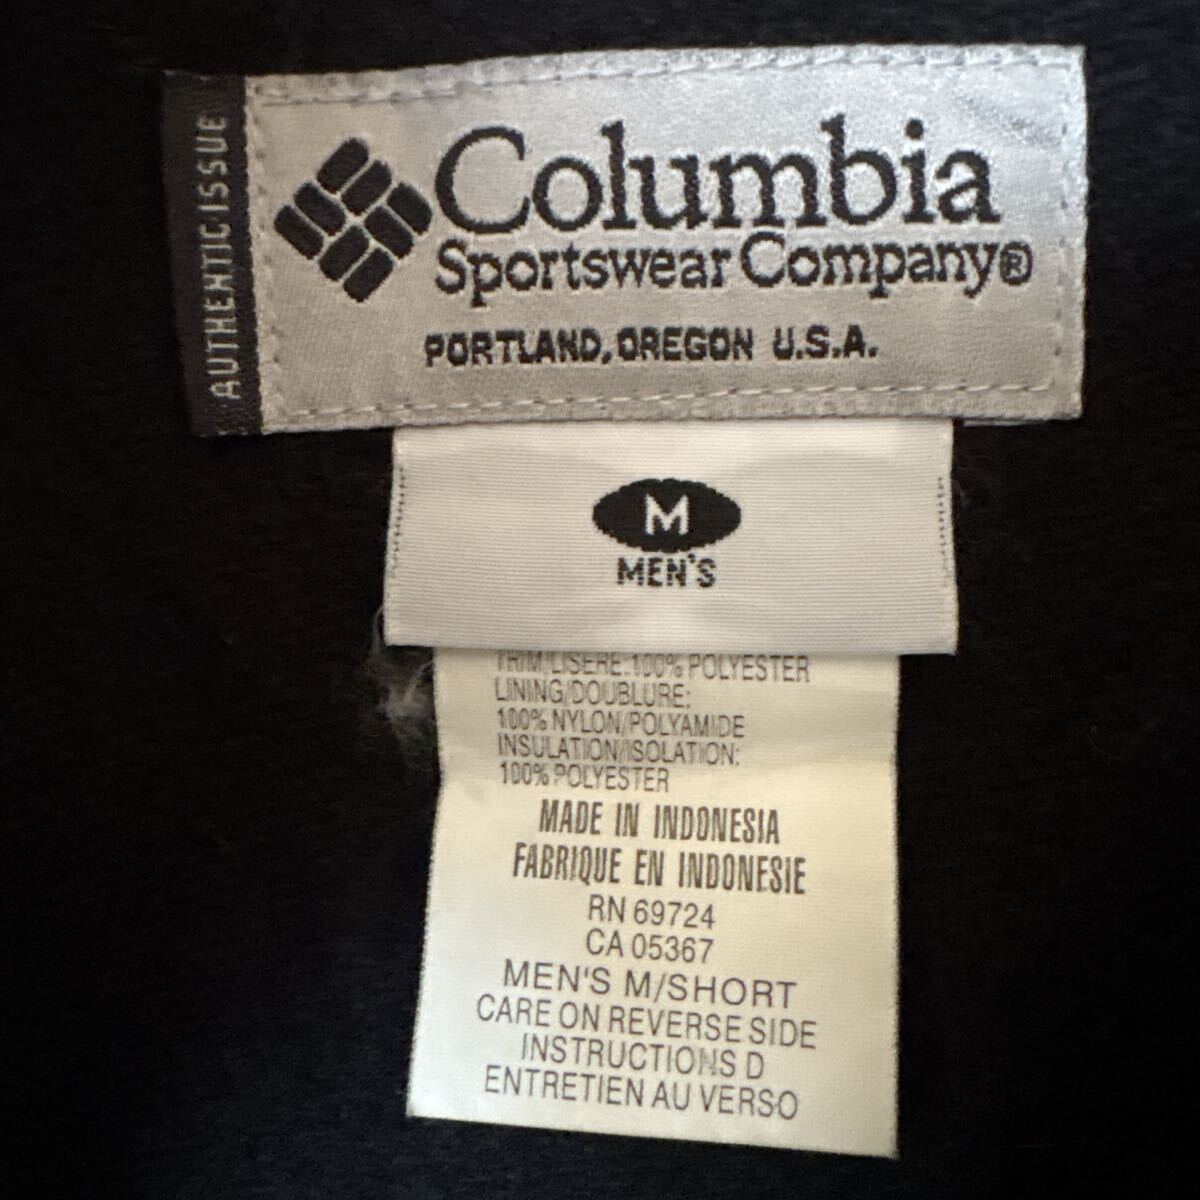 AUTHENTIC·ISSUE
Columbia
Sportswear Company®
PORTLAND, OREGON U.S.A.
M
MEN'S
TRIM/LISERE: 100% POLYESTER
LINING/DOUBLURE:
100% NYLON/POLYAMIDE
INSULATION/ISOLATION:
100% POLYESTER
MADE IN INDONESIA
FABRIQUE EN INDONESIE
RN 69724
CA 05367
MEN'S M/SHORT
CARE ON REVERSE SIDE
INSTRUCTIONS D
ENTRETIEN AU VERSO